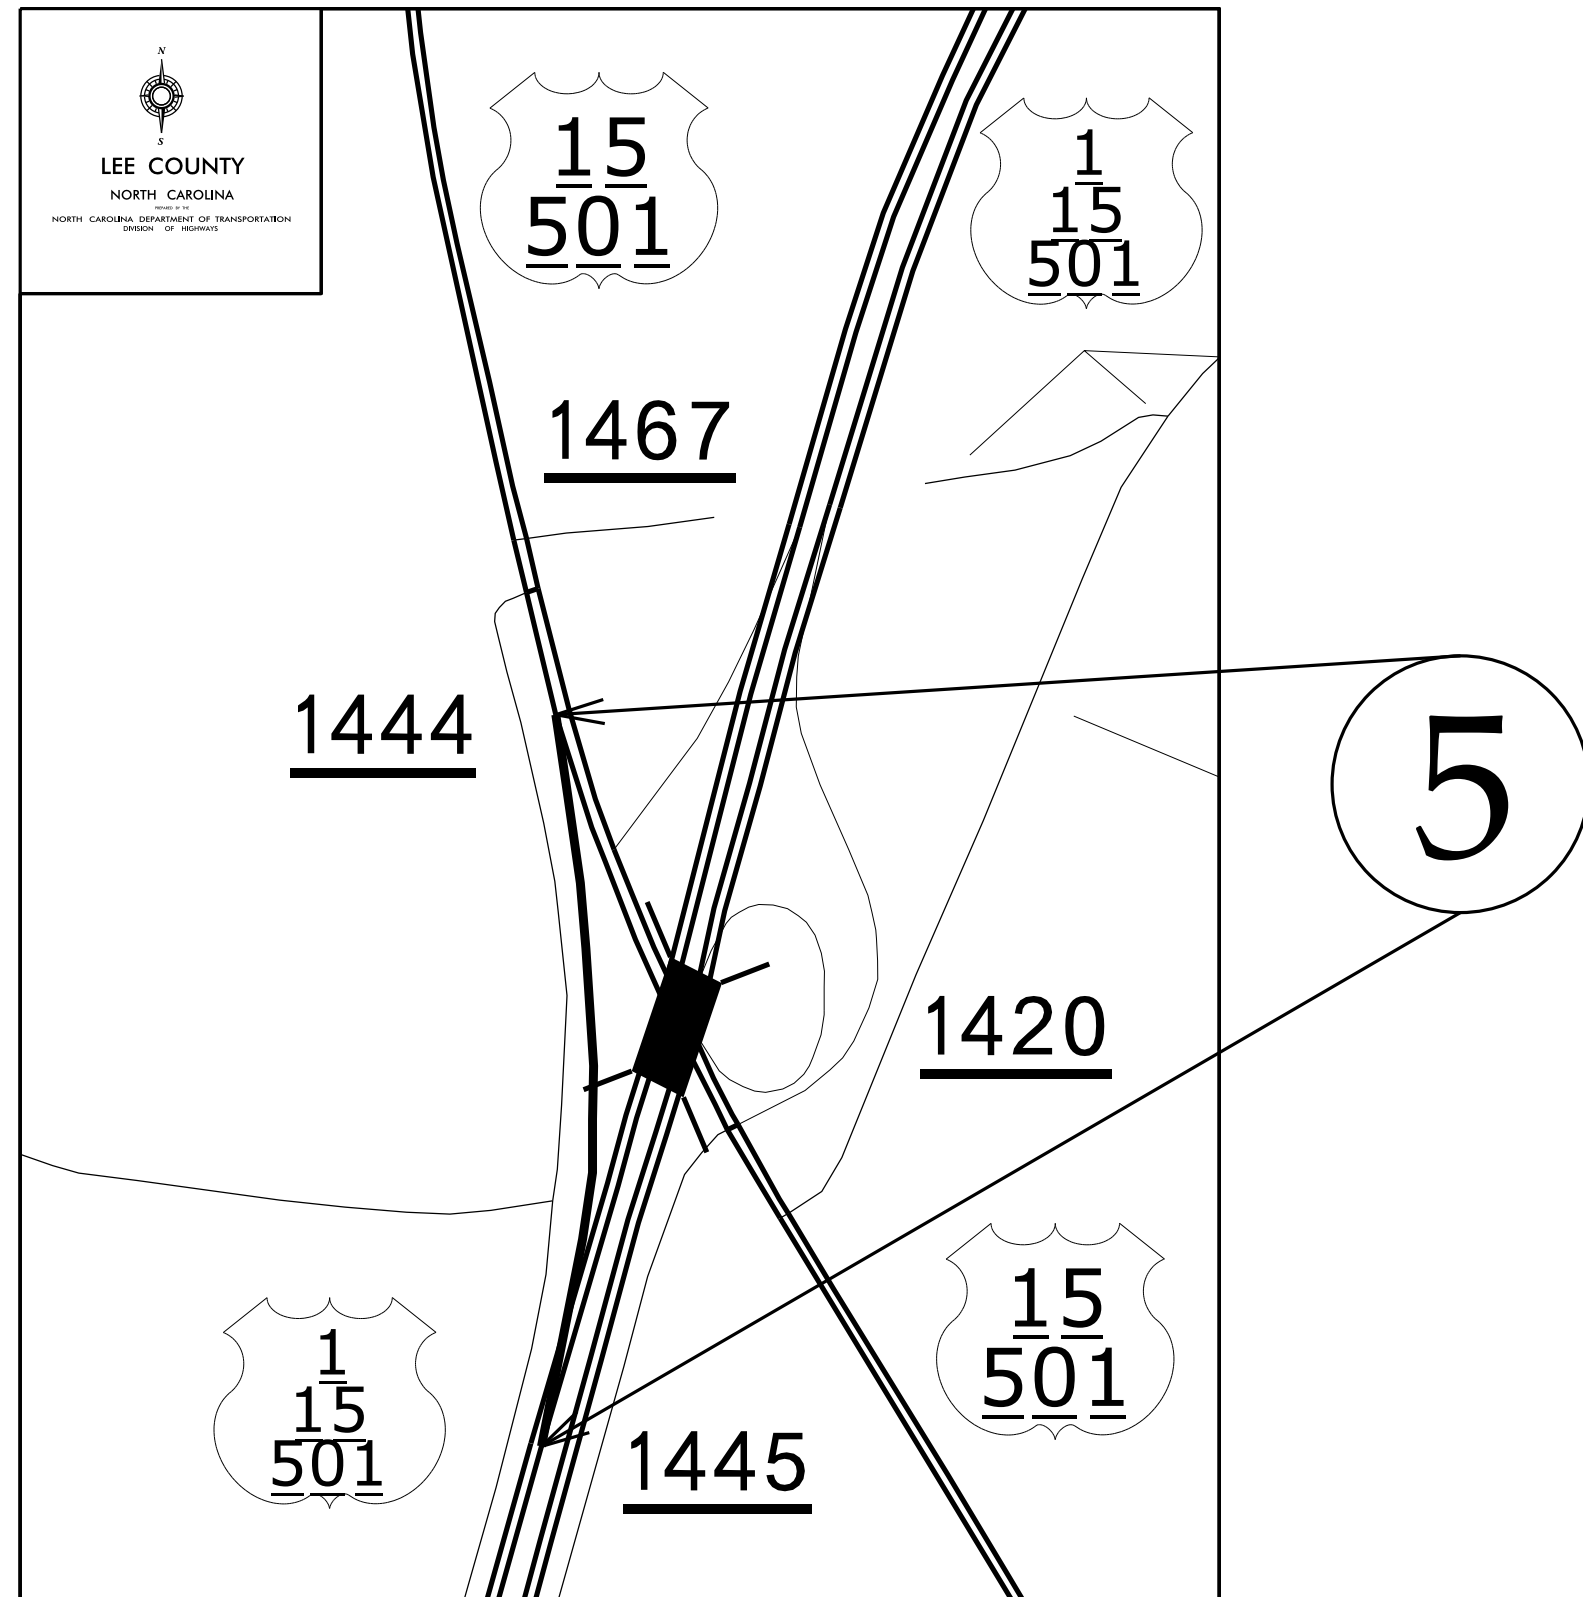 N
S
LEE COUNTY
NORTH CAROLINA
PREPARED BY THE
NORTH CAROLINA DEPARTMENT OF TRANSPORTATION
DIVISION OF HIGHWAYS
15
501
1
15
501
1467
1444
5
1420
15
501
1
15
501
1445